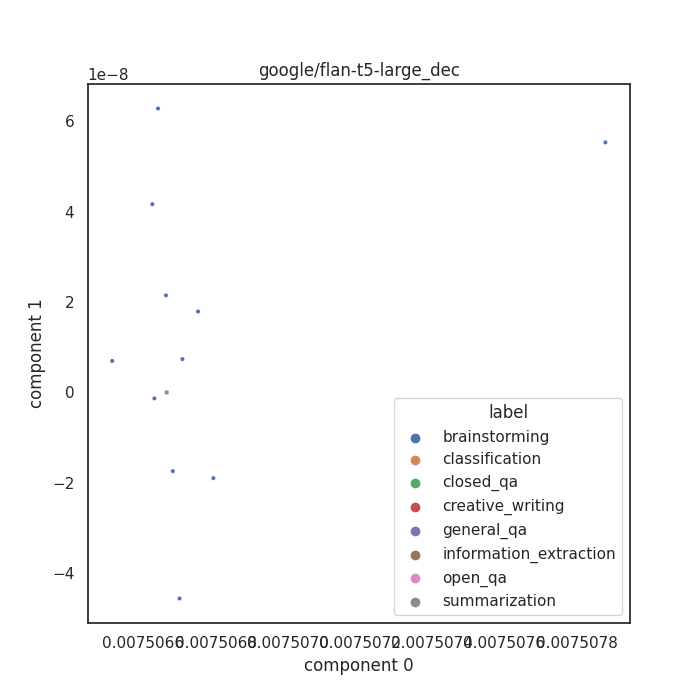 google/flan-t5-large_dec
1e−8
6
4
2
0
−2
−4
component 1
label
brainstorming
classification
closed_qa
creative_writing
general_qa
information_extraction
open_qa
summarization
0.0075066 0.0075068 0.0075070 0.0075072 0.0075074 0.0075076 0.0075078
component 0